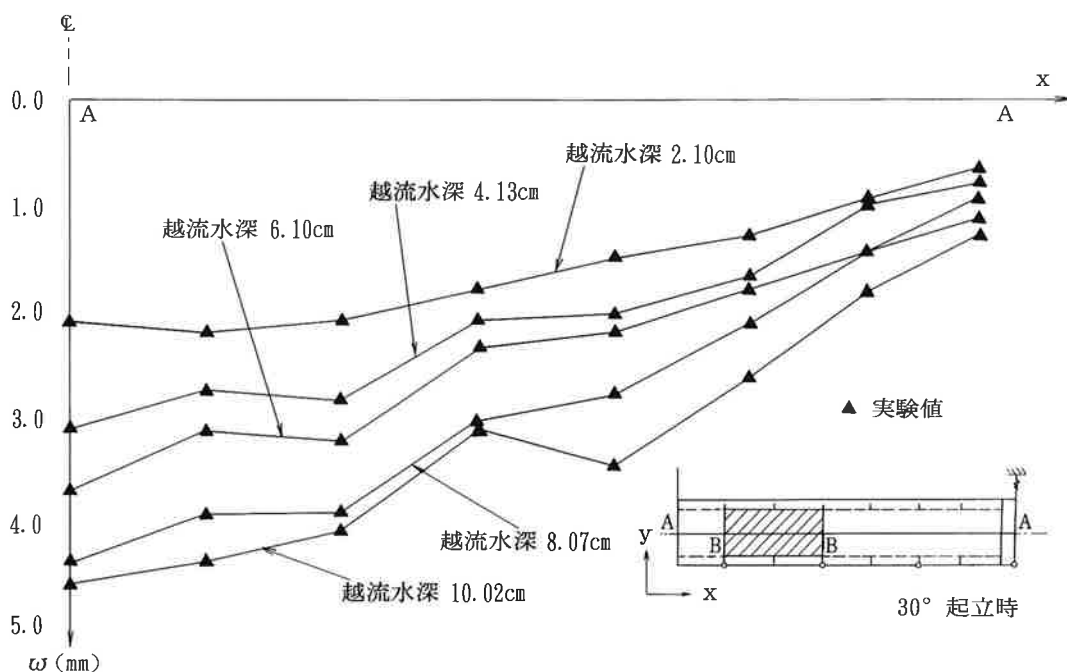 ℄
x
0.0
A
A
越流水深 2.10cm
越流水深 4.13cm
1.0
越流水深 6.10cm
2.0
3.0
▲ 実験値
4.0
越流水深 8.07cm
越流水深 10.02cm
5.0
ω (mm)
A
A
y
B
B
x
30° 起立時